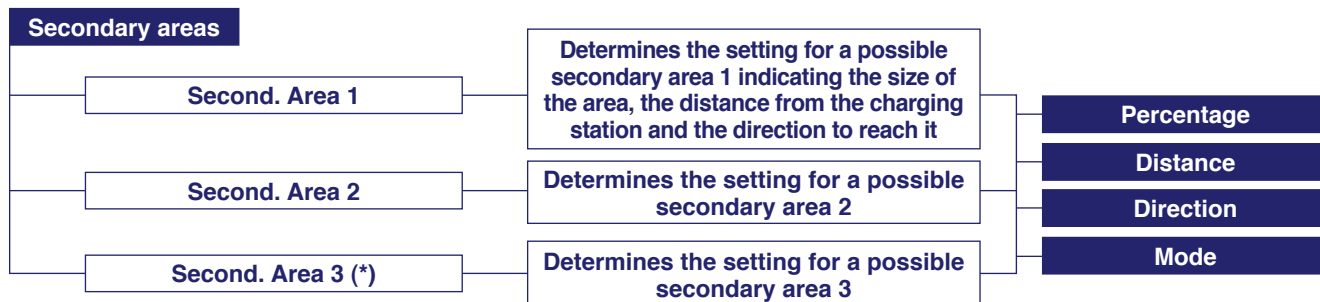 Secondary areas
Second. Area 1
Determines the setting for a possible
secondary area 1 indicating the size of
the area, the distance from the charging
station and the direction to reach it
Second. Area 2
Determines the setting for a possible
secondary area 2
Second. Area 3 (*)
Determines the setting for a possible
secondary area 3
Percentage
Distance
Direction
Mode